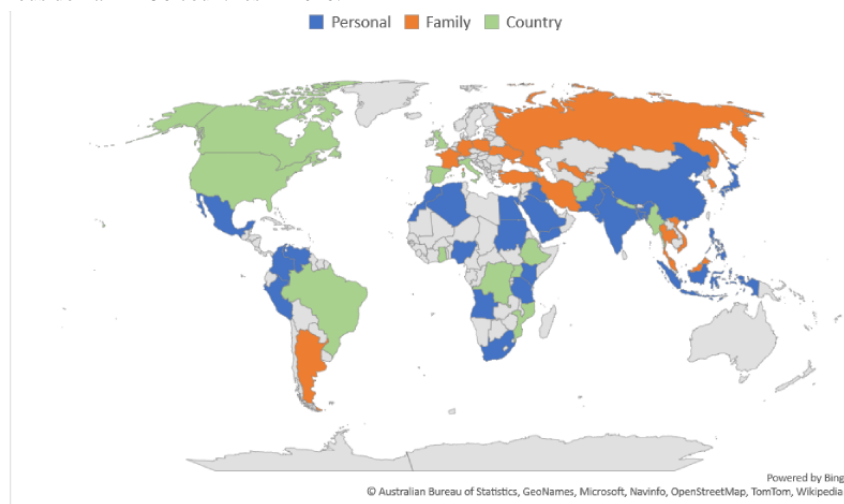 Personal Family Country
Powered by Bing
© Australian Bureau of Statistics, GeoNames, Microsoft, Navinfo, OpenStreetMap, TomTom, Wikipedia